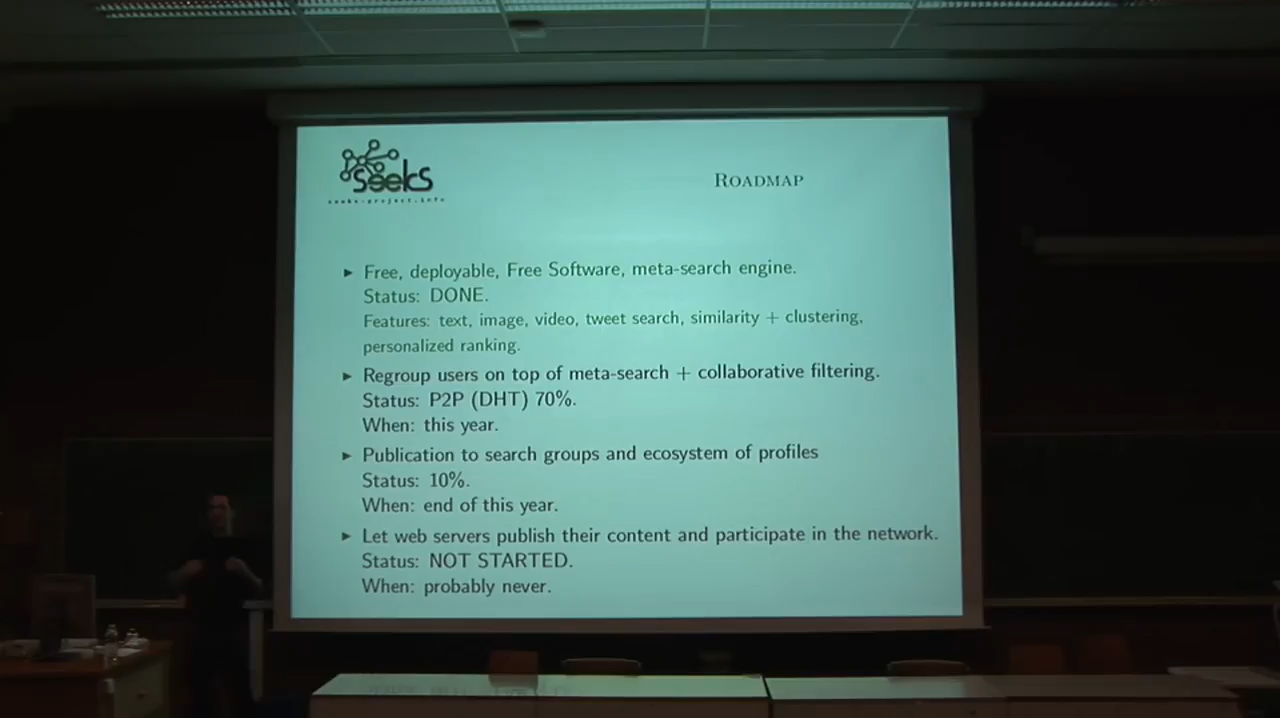 seeks
seeks-project.info
ROADMAP
► Free, deployable, Free Software, meta-search engine.
Status: DONE.
Features: text, image, video, tweet search, similarity + clustering,
personalized ranking.
► Regroup users on top of meta-search + collaborative filtering.
Status: P2P (DHT) 70%.
When: this year.
► Publication to search groups and ecosystem of profiles
Status: 10%.
When: end of this year.
► Let web servers publish their content and participate in the network.
Status: NOT STARTED.
When: probably never.